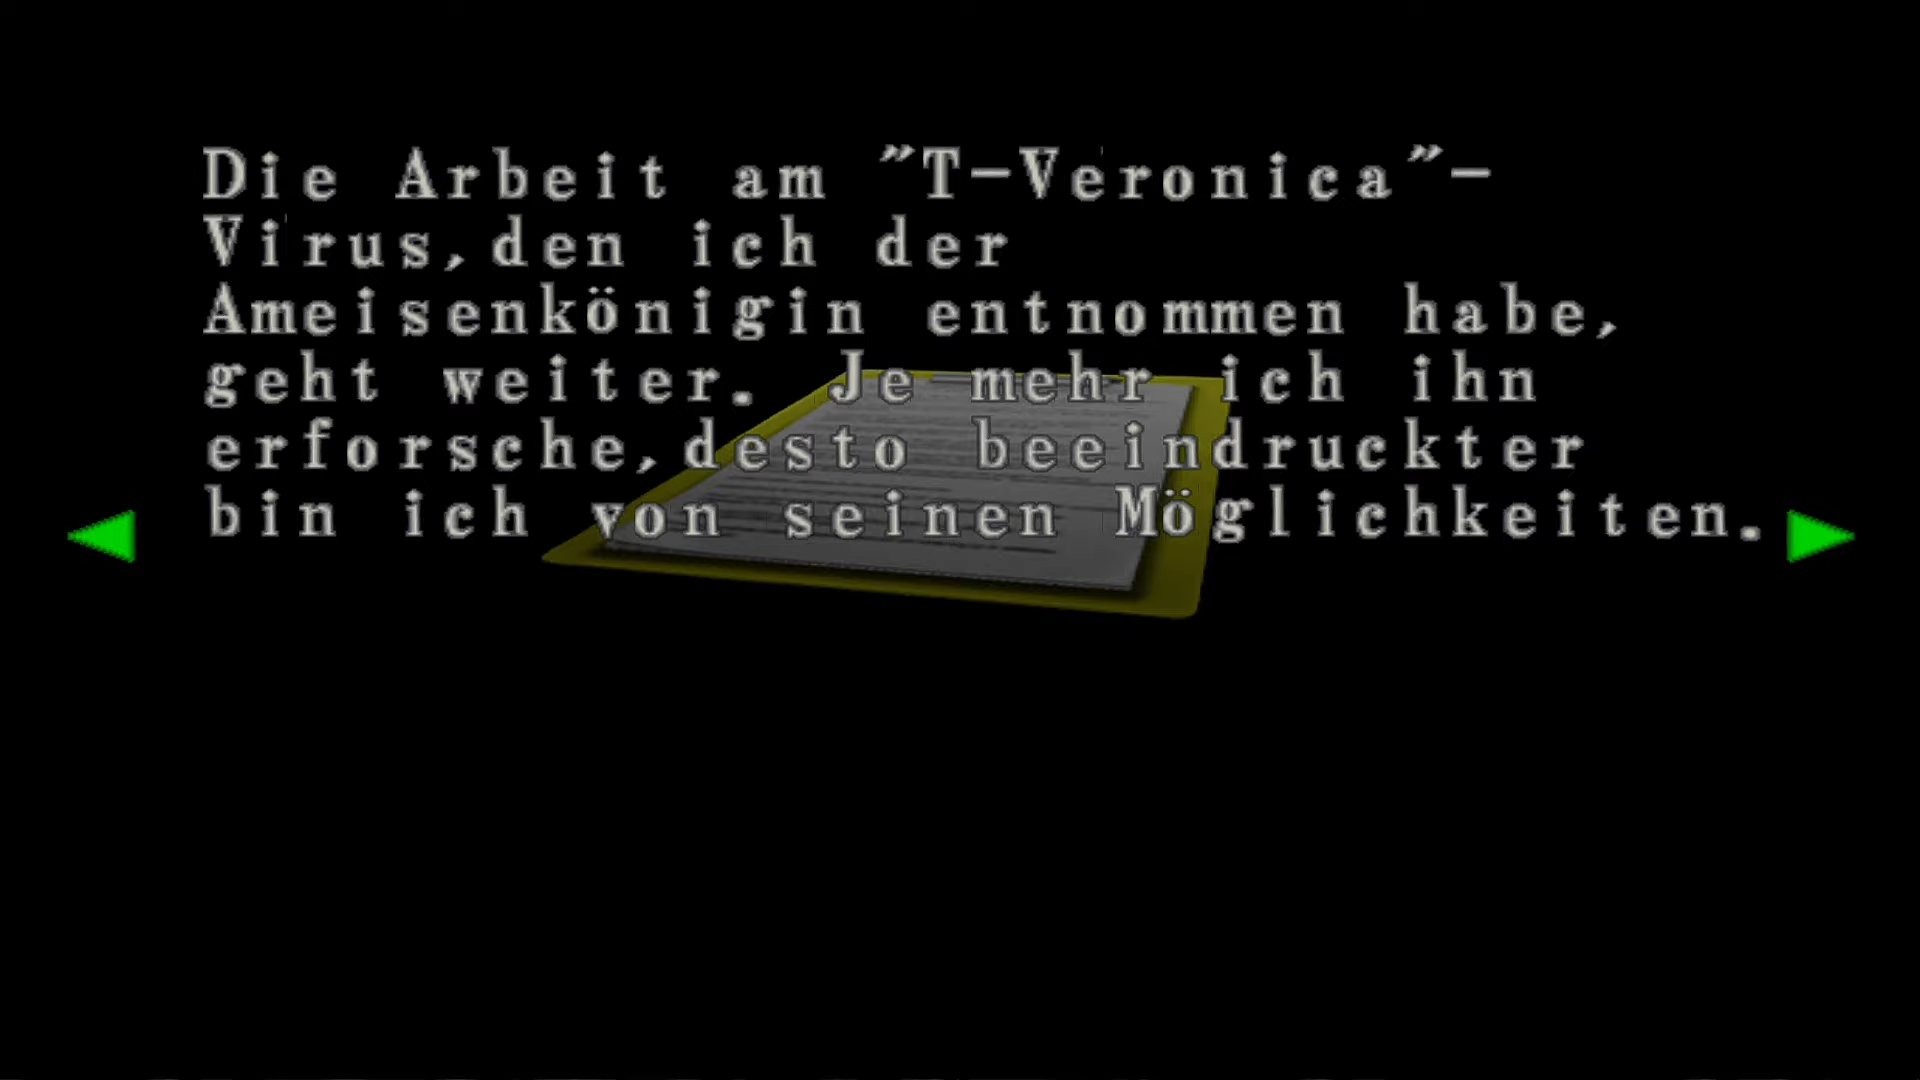 Die Arbeit am "T-Veronica"-
Virus,den ich der
Ameisenkönigin entnommen habe,
geht weiter. Je mehr ich ihn
erforsche,desto beeindruckter
bin ich von seinen Möglichkeiten.